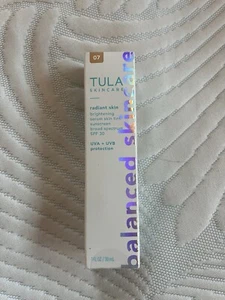 07
TULA
SKINCARE
radiant skin
brightening
serum skin tint
sunscreen
broad spectrum
SPF 30
UVA + UVB
protection
balanced skincare